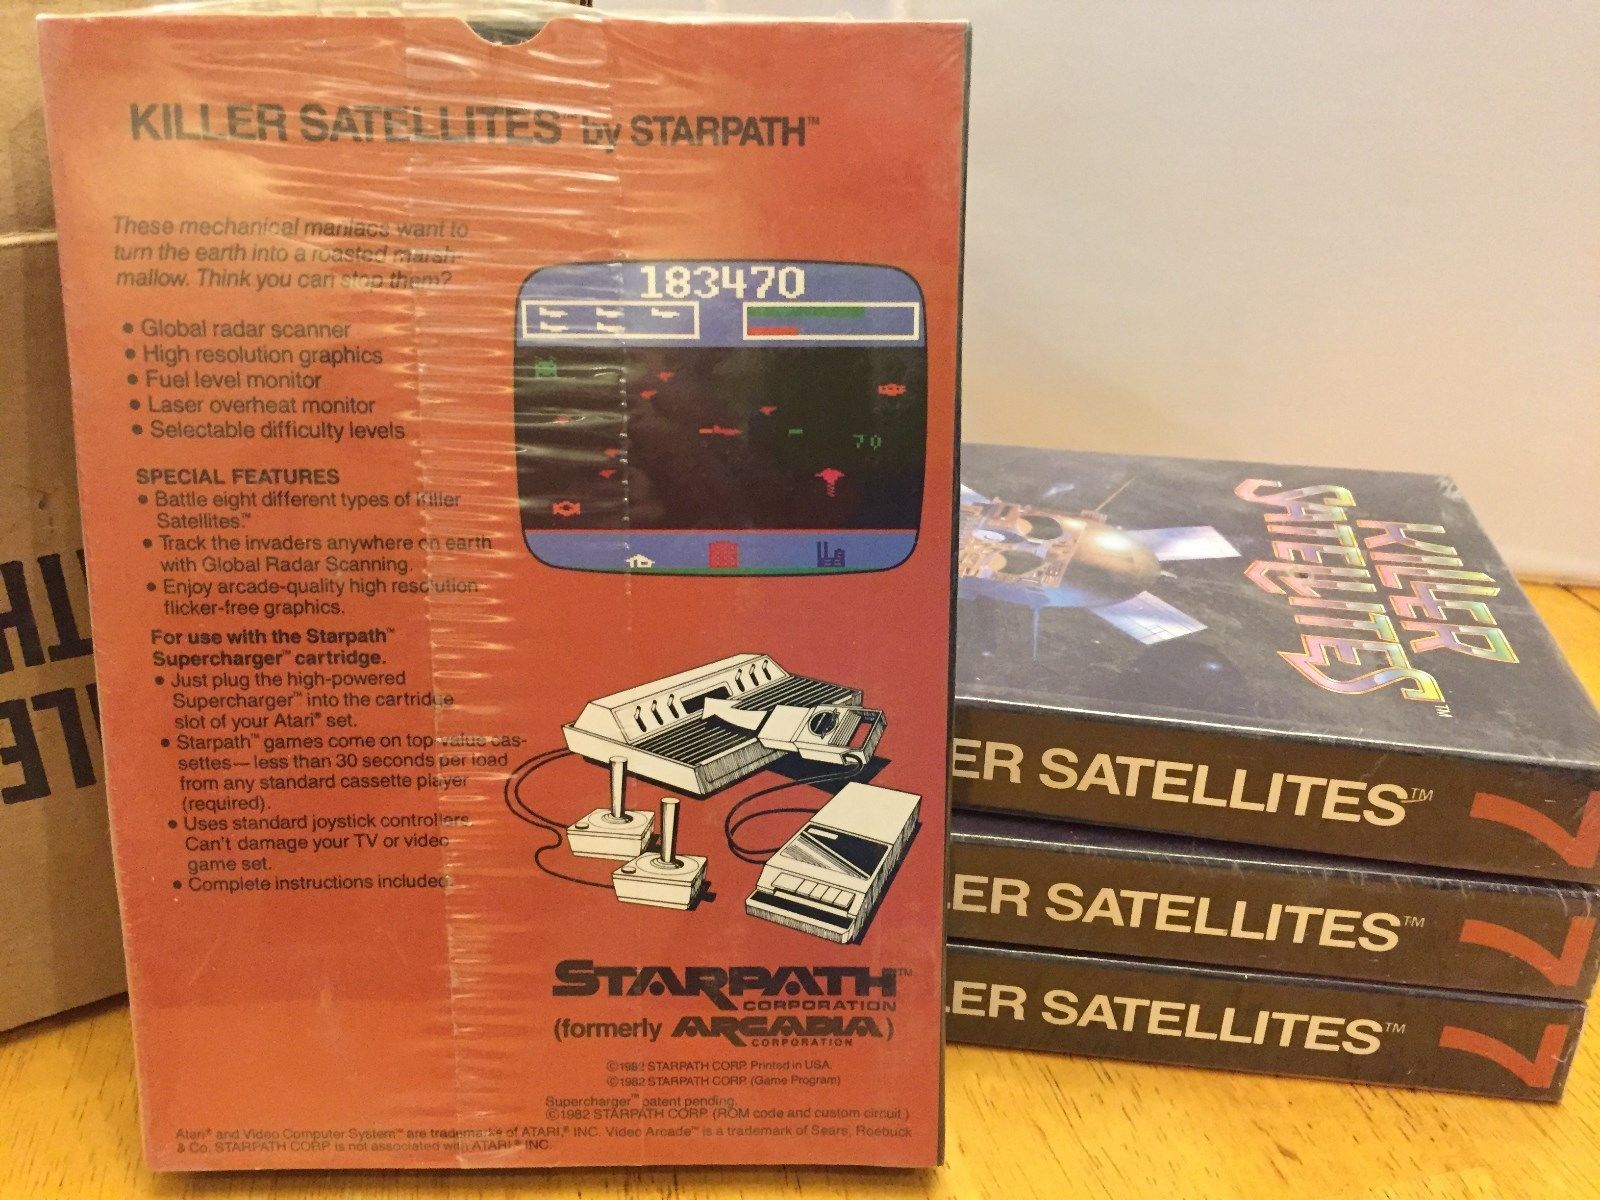 KILLER SATELLITES™ by STARPATH™
These mechanical maniacs want to
turn the earth into a roasted marsh-
mallow. Think you can stop them?
• Global radar scanner
• High resolution graphics
• Fuel level monitor
• Laser overheat monitor
• Selectable difficulty levels
SPECIAL FEATURES
• Battle eight different types of Killer
Satellites.™
• Track the invaders anywhere on earth
with Global Radar Scanning.
• Enjoy arcade-quality high resolution
flicker-free graphics.
For use with the Starpath™
Supercharger™ cartridge.
• Just plug the high-powered
Supercharger™ into the cartridge
slot of your Atari® set.
• Starpath™ games come on top-value cas-
settes—less than 30 seconds per load
from any standard cassette player
(required).
• Uses standard joystick controllers.
Can't damage your TV or video
game set.
• Complete instructions included.
183470
70
STARPATH™
CORPORATION
(formerly ARCADIA)
CORPORATION
©1982 STARPATH CORP. Printed in USA.
©1982 STARPATH CORP. (Game Program)
Supercharger™ patent pending.
©1982 STARPATH CORP. (ROM code and custom circuit.)
Atari® and Video Computer System™ are trademarks of ATARI,® INC. Video Arcade™ is a trademark of Sears, Roebuck
& Co. STARPATH CORP. is not associated with ATARI® INC.
KILLER
SATELLITES™
ER SATELLITES™ 7
LER SATELLITES™ 7
LER SATELLITES™ 7